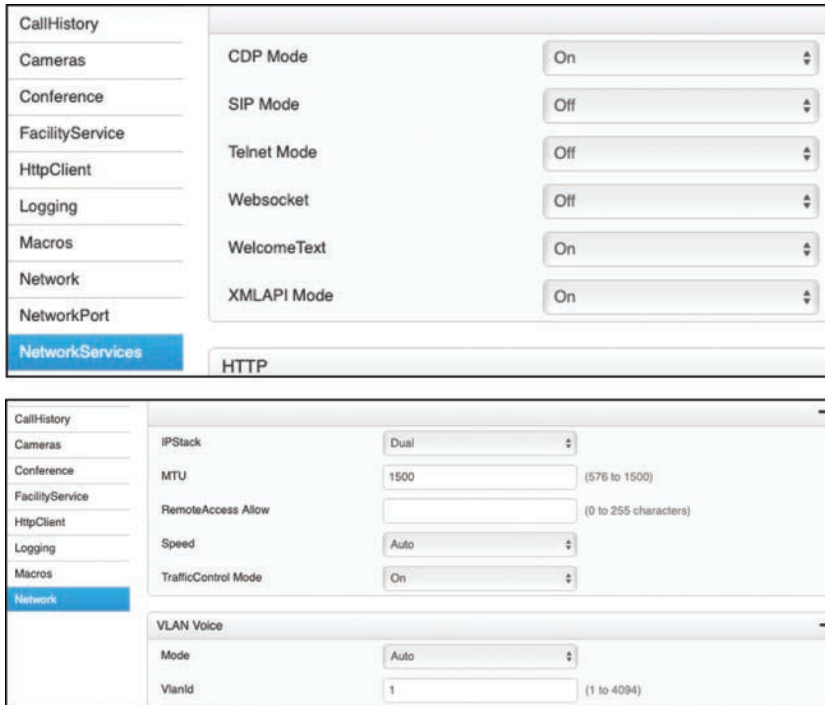 CallHistory
Cameras
Conference
FacilityService
HttpClient
Logging
Macros
Network
NetworkPort
NetworkServices
CDP Mode On
SIP Mode Off
Telnet Mode Off
Websocket Off
WelcomeText On
XMLAPI Mode On
HTTP
CallHistory
Cameras
Conference
FacilityService
HttpClient
Logging
Macros
Network
IPStack Dual
MTU 1500 (576 to 1500)
RemoteAccess Allow (0 to 255 characters)
Speed Auto
TrafficControl Mode On
VLAN Voice
Mode Auto
VlanId 1 (1 to 4094)